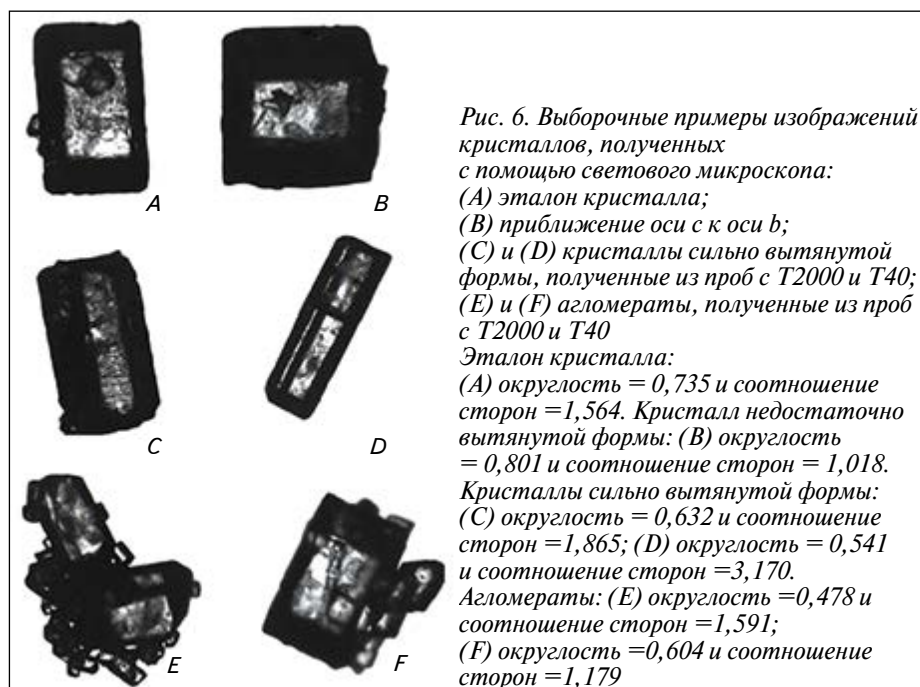 A
B
C
D
E
F
Рис. 6. Выборочные примеры изображений
кристаллов, полученных
с помощью светового микроскопа:
(A) эталон кристалла;
(B) приближение оси c к оси b;
(C) и (D) кристаллы сильно вытянутой
формы, полученные из проб с T2000 и T40;
(E) и (F) агломераты, полученные из проб
с T2000 и T40
Эталон кристалла:
(A) округлость = 0,735 и соотношение
сторон =1,564. Кристалл недостаточно
вытянутой формы: (B) округлость
= 0,801 и соотношение сторон = 1,018.
Кристаллы сильно вытянутой формы:
(C) округлость = 0,632 и соотношение
сторон =1,865; (D) округлость = 0,541
и соотношение сторон =3,170.
Агломераты: (E) округлость =0,478 и
соотношение сторон =1,591;
(F) округлость =0,604 и соотношение
сторон =1,179